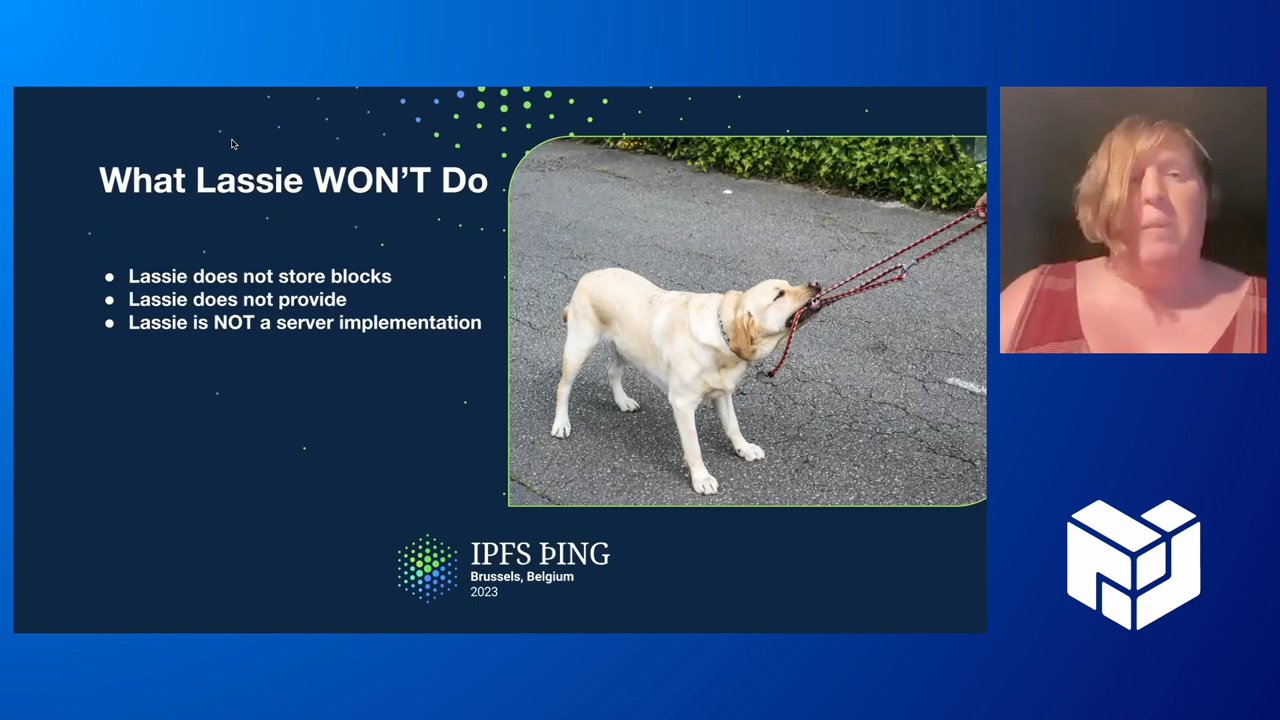 What Lassie WON’T Do
● Lassie does not store blocks
● Lassie does not provide
● Lassie is NOT a server implementation
IPFS ÞING
Brussels, Belgium
2023